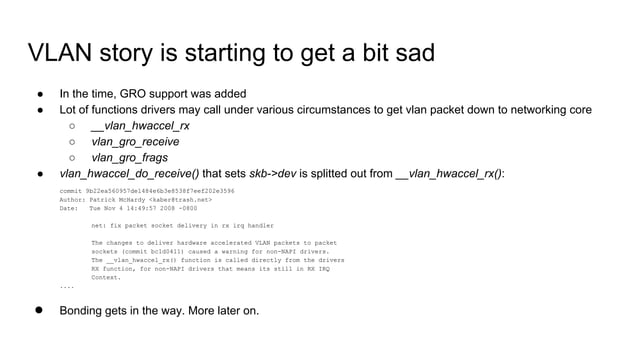 VLAN story is starting to get a bit sad
● In the time, GRO support was added
● Lot of functions drivers may call under various circumstances to get vlan packet down to networking core
○ __vlan_hwaccel_rx
○ vlan_gro_receive
○ vlan_gro_frags
● vlan_hwaccel_do_receive() that sets skb->dev is splitted out from __vlan_hwaccel_rx():
commit 9b22ea560957de1484e6b3e8538f7eef202e3596
Author: Patrick McHardy <kaber@trash.net>
Date: Tue Nov 4 14:49:57 2008 -0800
net: fix packet socket delivery in rx irq handler
The changes to deliver hardware accelerated VLAN packets to packet
sockets (commit bc1d0411) caused a warning for non-NAPI drivers.
The __vlan_hwaccel_rx() function is called directly from the drivers
RX function, for non-NAPI drivers that means its still in RX IRQ
Context.
....
● Bonding gets in the way. More later on.